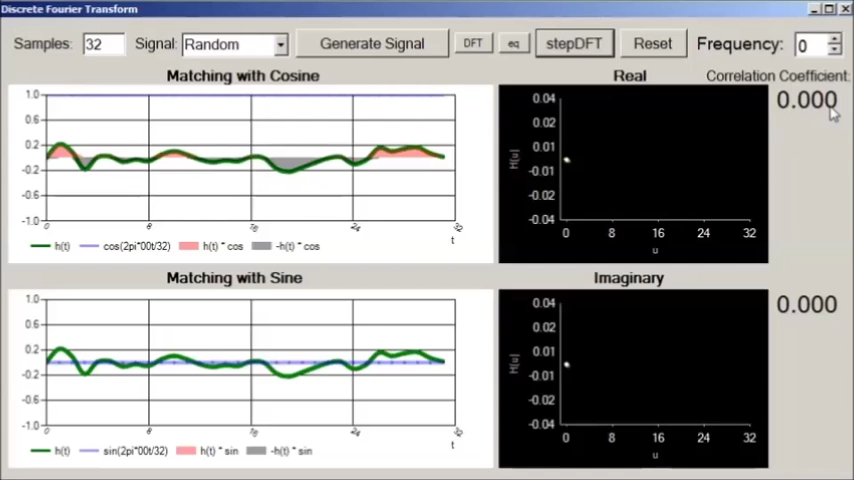 Discrete Fourier Transform
Samples: 32 Signal: Random Generate Signal DFT eq stepDFT Reset Frequency: 0
Matching with Cosine
1.0
0.6
0.2
-0.2
-0.6
-1.0
0 8 16 24 32
t
h(t) cos(2pi*00t/32) h(t) * cos -h(t) * cos
Real
Correlation Coefficient:
0.000
0.04
0.02
0.01
-0.01
-0.02
-0.04
H[u]
0 8 16 24 32
u
Matching with Sine
1.0
0.6
0.2
-0.2
-0.6
-1.0
0 8 16 24 32
t
h(t) sin(2pi*00t/32) h(t) * sin -h(t) * sin
Imaginary
0.000
0.04
0.02
0.01
-0.01
-0.02
-0.04
H[u]
0 8 16 24 32
u